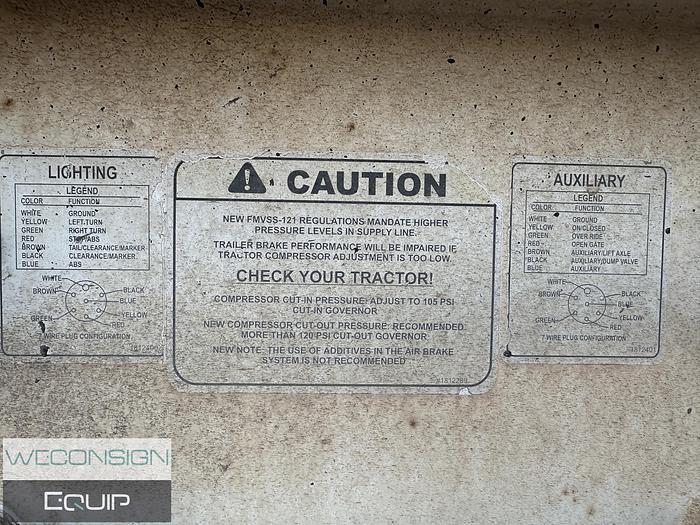 LIGHTING
LEGEND
COLOR FUNCTION
WHITE GROUND
YELLOW LEFT TURN
GREEN RIGHT TURN
RED STOP/ABS
BROWN TAIL/CLEARANCE/MARKER
BLACK CLEARANCE/MARKER
BLUE ABS
WHITE
BROWN BLACK
BLUE
GREEN YELLOW
RED
7 WIRE PLUG CONFIGURATION
CAUTION
NEW FMVSS-121 REGULATIONS MANDATE HIGHER
PRESSURE LEVELS IN SUPPLY LINE.
TRAILER BRAKE PERFORMANCE WILL BE IMPAIRED IF
TRACTOR COMPRESSOR ADJUSTMENT IS TOO LOW.
CHECK YOUR TRACTOR!
COMPRESSOR CUT-IN PRESSURE: ADJUST TO 105 PSI
CUT-IN GOVERNOR
NEW COMPRESSOR CUT-OUT PRESSURE: RECOMMENDED
MORE THAN 120 PSI CUT-OUT GOVERNOR
NEW NOTE: THE USE OF ADDITIVES IN THE AIR BRAKE
SYSTEM IS NOT RECOMMENDED
#1812289
AUXILIARY
LEGEND
COLOR FUNCTION
WHITE GROUND
YELLOW ON/CLOSED
GREEN OVER RIDE
RED OPEN GATE
BROWN AUXILIARY/LIFT AXLE
BLACK AUXILIARY/DUMP VALVE
BLUE AUXILIARY
WHITE
BROWN BLACK
BLUE
GREEN YELLOW
RED
7 WIRE PLUG CONFIGURATION
1812401
WECONSIGN
EQUIP